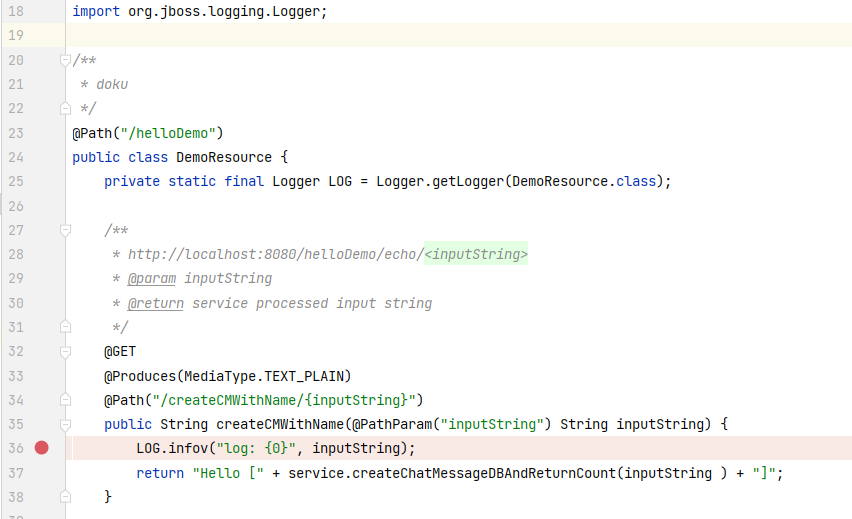 18 import org.jboss.logging.Logger;
19
20 /**
21  * doku
22  */
23 @Path("/helloDemo")
24 public class DemoResource {
25     private static final Logger LOG = Logger.getLogger(DemoResource.class);
26
27     /**
28      * http://localhost:8080/helloDemo/echo/<inputString>
29      * @param inputString
30      * @return service processed input string
31      */
32     @GET
33     @Produces(MediaType.TEXT_PLAIN)
34     @Path("/createCMWithName/{inputString}")
35     public String createCMWithName(@PathParam("inputString") String inputString) {
36         LOG.infov("log: {0}", inputString);
37         return "Hello [" + service.createChatMessageDBAndReturnCount(inputString ) + "]";
38     }